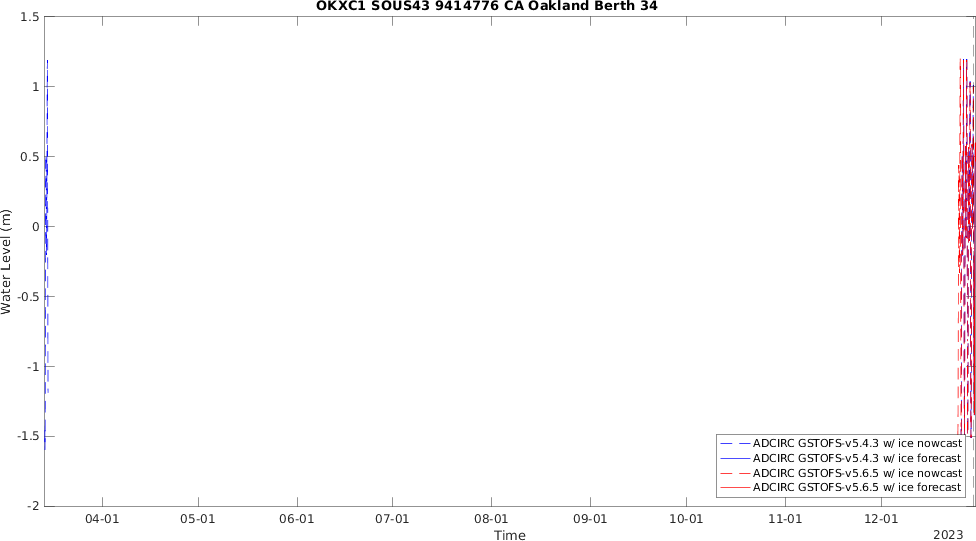 OKXC1 SOUS43 9414776 CA Oakland Berth 34
1.5
1
0.5
0
-0.5
-1
-1.5
-2
Water Level (m)
ADCIRC GSTOFS-v5.4.3 w/ ice nowcast
ADCIRC GSTOFS-v5.4.3 w/ ice forecast
ADCIRC GSTOFS-v5.6.5 w/ ice nowcast
ADCIRC GSTOFS-v5.6.5 w/ ice forecast
04-01 05-01 06-01 07-01 08-01 09-01 10-01 11-01 12-01
Time
2023